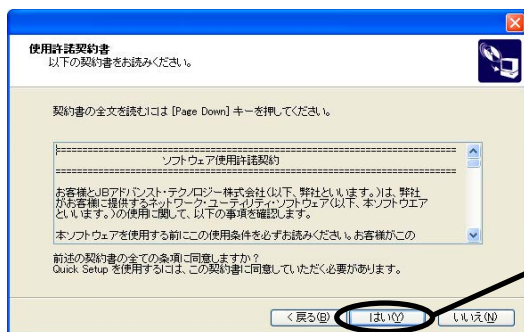 使用許諾契約書
以下の契約書をお読みください。
契約書の全文を読むには [Page Down] キーを押してください。
===========================================================
ソフトウェア使用許諾契約
===========================================================
お客様とJBアドバンスト・テクノロジー株式会社(以下、弊社といいます。)は、弊社
がお客様に提供するネットワーク・ユーティリティ・ソフトウェア(以下、本ソフトウエア
といいます。)の使用に関して、以下の事項を確認します。
本ソフトウェアを使用する前にこの使用条件を必ずお読みください。お客様がこの
前述の契約書の全ての条項に同意しますか?
Quick Setup を使用するには、この契約書に同意していただく必要があります。
< 戻る(B) はい(Y) いいえ(N)